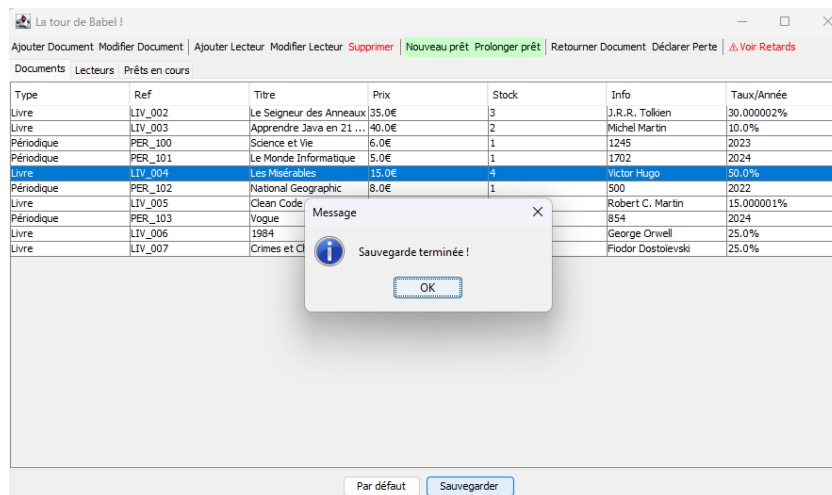 La tour de Babel !
Ajouter Document Modifier Document Ajouter Lecteur Modifier Lecteur Supprimer Nouveau prêt Prolonger prêt Retourner Document Déclarer Perte ⚠ Voir Retards
Documents Lecteurs Prêts en cours
Type Ref Titre Prix Stock Info Taux/Année
Livre LIV_002 Le Seigneur des Anneaux 35.0€ 3 J.R.R. Tolkien 30.000002%
Livre LIV_003 Apprendre Java en 21 ... 40.0€ 2 Michel Martin 10.0%
Périodique PER_100 Science et Vie 6.0€ 1 1245 2023
Périodique PER_101 Le Monde Informatique 5.0€ 1 1702 2024
Livre LIV_004 Les Misérables 15.0€ 4 Victor Hugo 50.0%
Périodique PER_102 National Geographic 8.0€ 1 500 2022
Livre LIV_005 Clean Code Robert C. Martin 15.000001%
Périodique PER_103 Vogue 854 2024
Livre LIV_006 1984 George Orwell 25.0%
Livre LIV_007 Crimes et Fiodor Dostoïevski 25.0%
Message
Sauvegarde terminée !
OK
Par défaut Sauvegarder